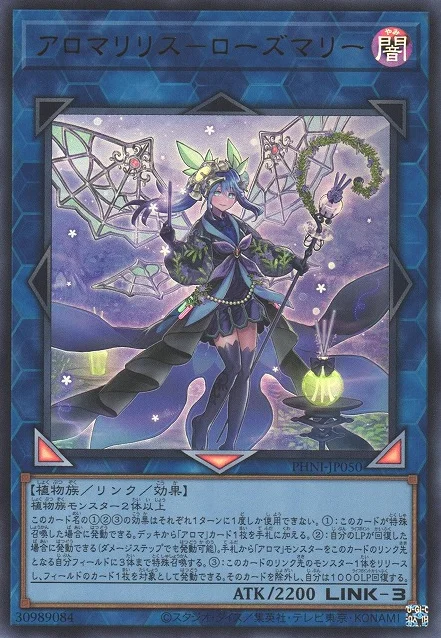 アロマリリス－ローズマリー
闇
PHNI-JP050
【植物族／リンク／効果】
植物族モンスター2体以上
このカード名の①②③の効果はそれぞれ1ターンに1度しか使用できない。①：このカードが特殊
召喚した場合に発動できる。デッキから「アロマ」カード1枚を手札に加える。②：自分のLPが回復した
場合に発動できる（ダメージステップでも発動可能）。手札から「アロマ」モンスターをこのカードのリンク先
となる自分フィールドに3体まで特殊召喚する。③：このカードのリンク先のモンスター1体をリリース
し、フィールドのカード1枚を対象として発動できる。そのカードを除外し、自分は1000LP回復する。
ATK/2200 LINK-3
30989084
©スタジオ・ダイス／集英社・テレビ東京・KONAMI